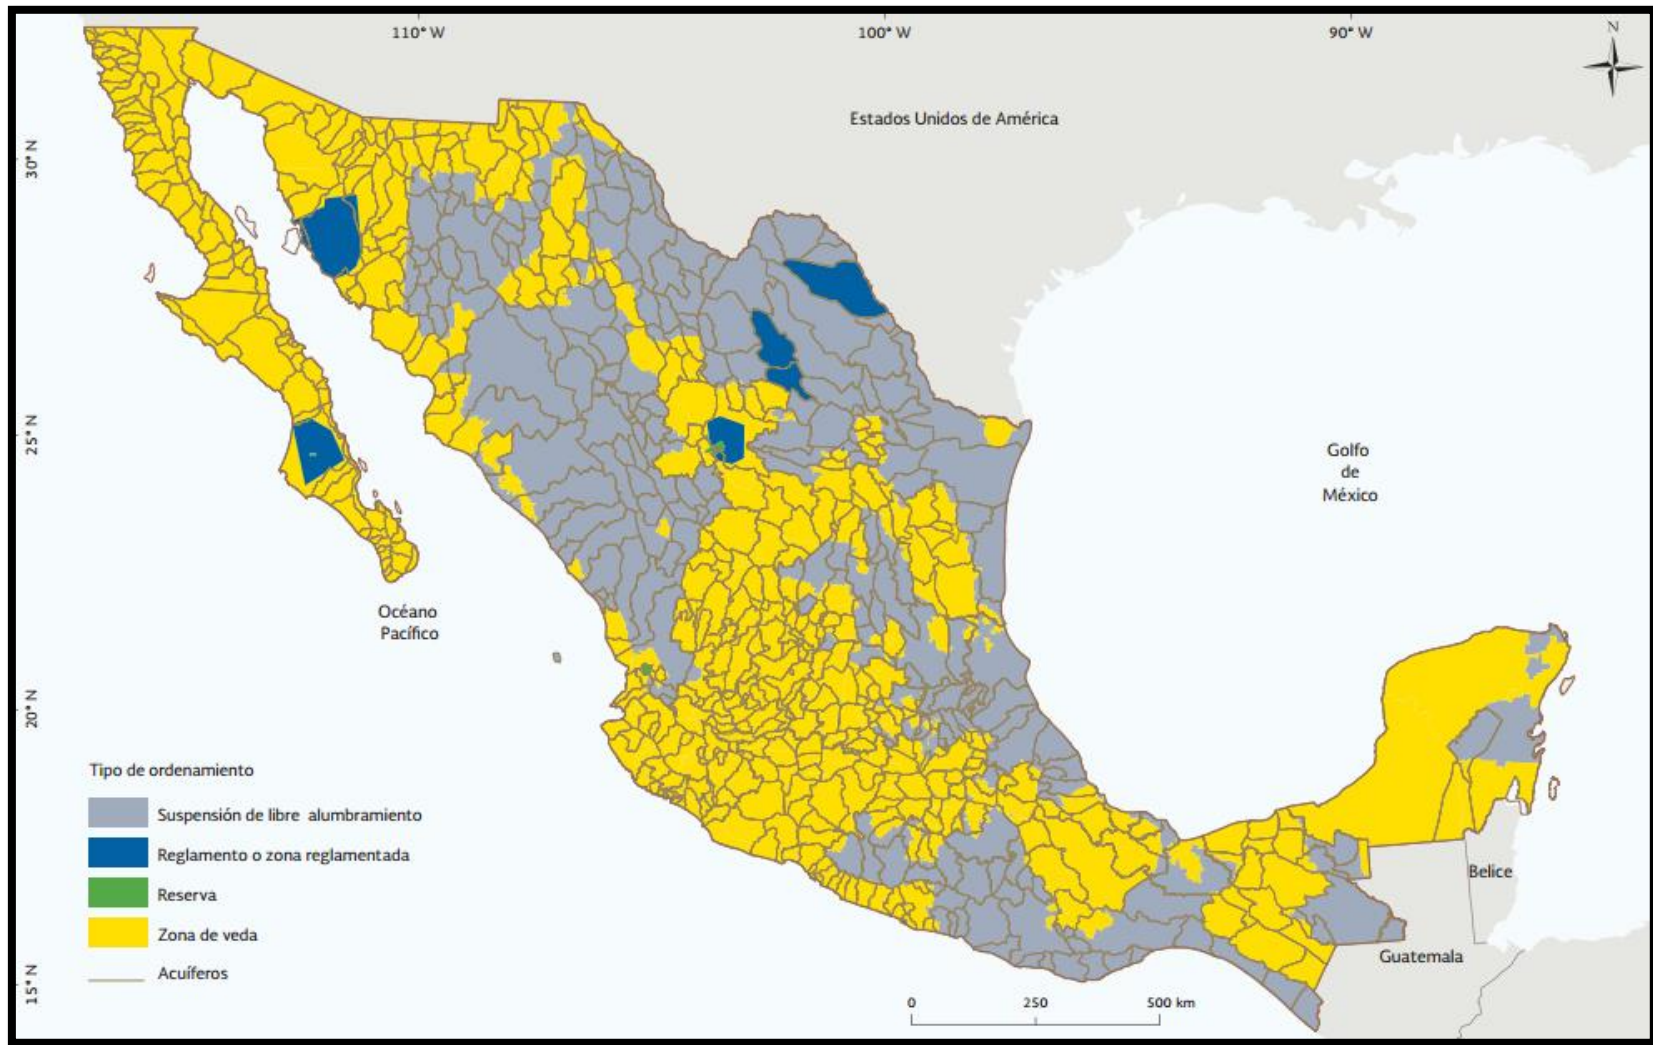 110° W
100° W
90° W
N
Estados Unidos de América
30° N
25° N
Golfo
de
México
Océano
Pacífico
20° N
Tipo de ordenamiento
Suspensión de libre alumbramiento
Reglamento o zona reglamentada
Reserva
Zona de veda
Acuíferos
Belice
Guatemala
15° N
0 250 500 km